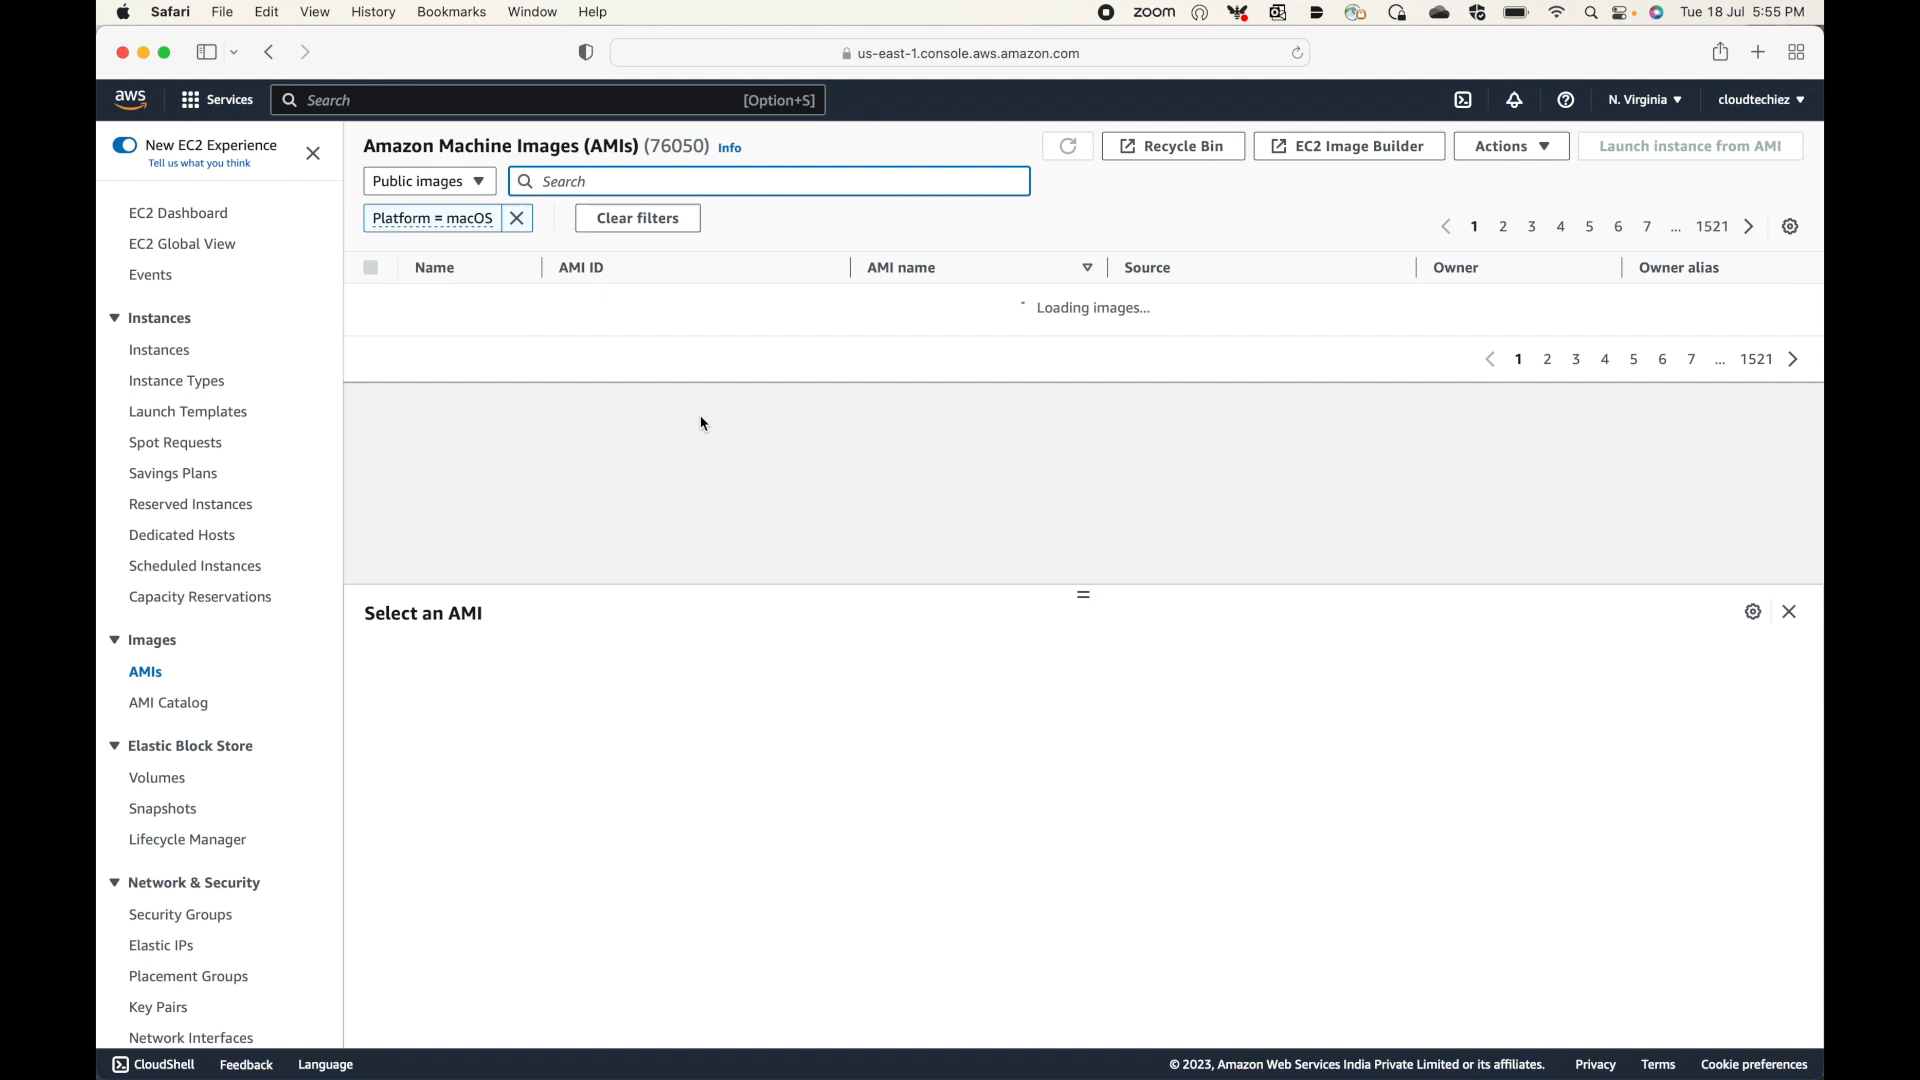 Safari File Edit View History Bookmarks Window Help zoom Tue 18 Jul 5:55 PM
us-east-1.console.aws.amazon.com
aws Services Search [Option+S] N. Virginia cloudtechiez
New EC2 Experience
Tell us what you think
EC2 Dashboard
EC2 Global View
Events
Instances
Instances
Instance Types
Launch Templates
Spot Requests
Savings Plans
Reserved Instances
Dedicated Hosts
Scheduled Instances
Capacity Reservations
Images
AMIs
AMI Catalog
Elastic Block Store
Volumes
Snapshots
Lifecycle Manager
Network & Security
Security Groups
Elastic IPs
Placement Groups
Key Pairs
Network Interfaces
Amazon Machine Images (AMIs) (76050) Info Recycle Bin EC2 Image Builder Actions Launch instance from AMI
Public images Search
Platform = macOS Clear filters 1 2 3 4 5 6 7 ... 1521
Name AMI ID AMI name Source Owner Owner alias
Loading images...
1 2 3 4 5 6 7 ... 1521
Select an AMI
CloudShell Feedback Language © 2023, Amazon Web Services India Private Limited or its affiliates. Privacy Terms Cookie preferences